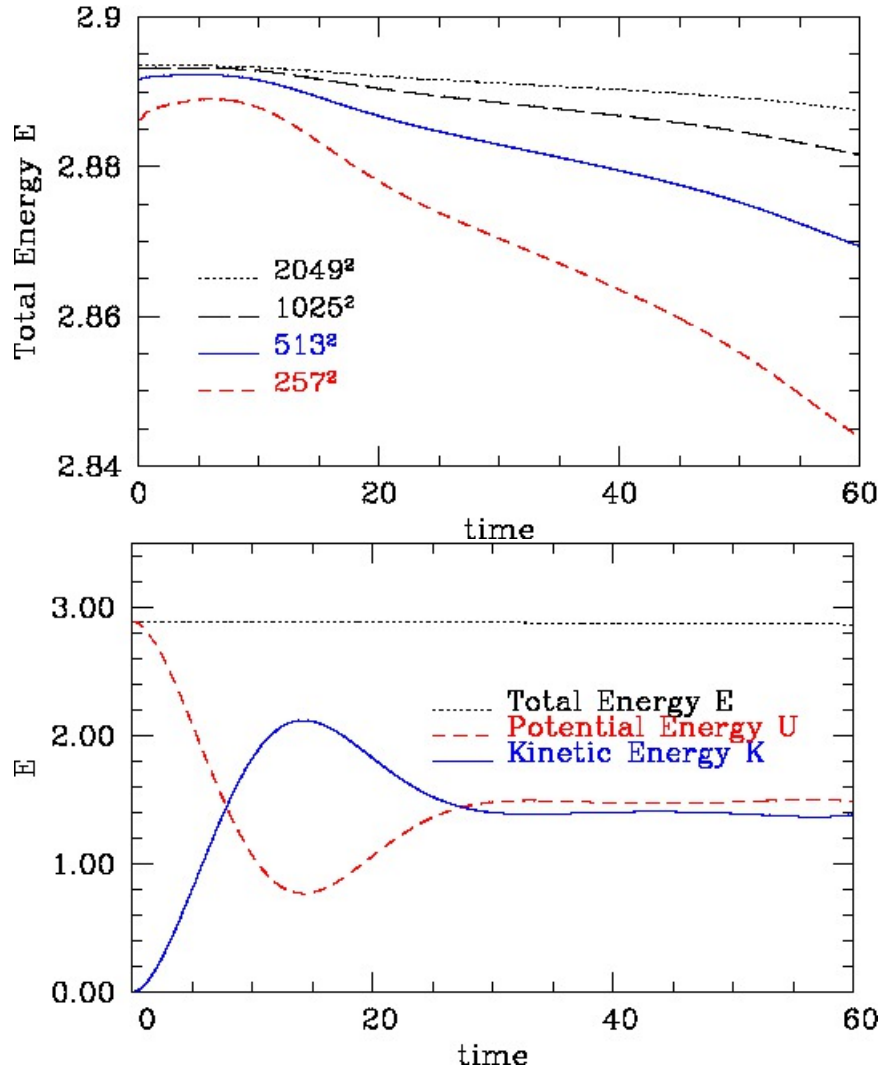 2.9
2.88
2.86
2.84
Total Energy E
2049²
1025²
513²
257²
0
20
40
60
time
3.00
2.00
1.00
0.00
E
Total Energy E
Potential Energy U
Kinetic Energy K
0
20
40
60
time